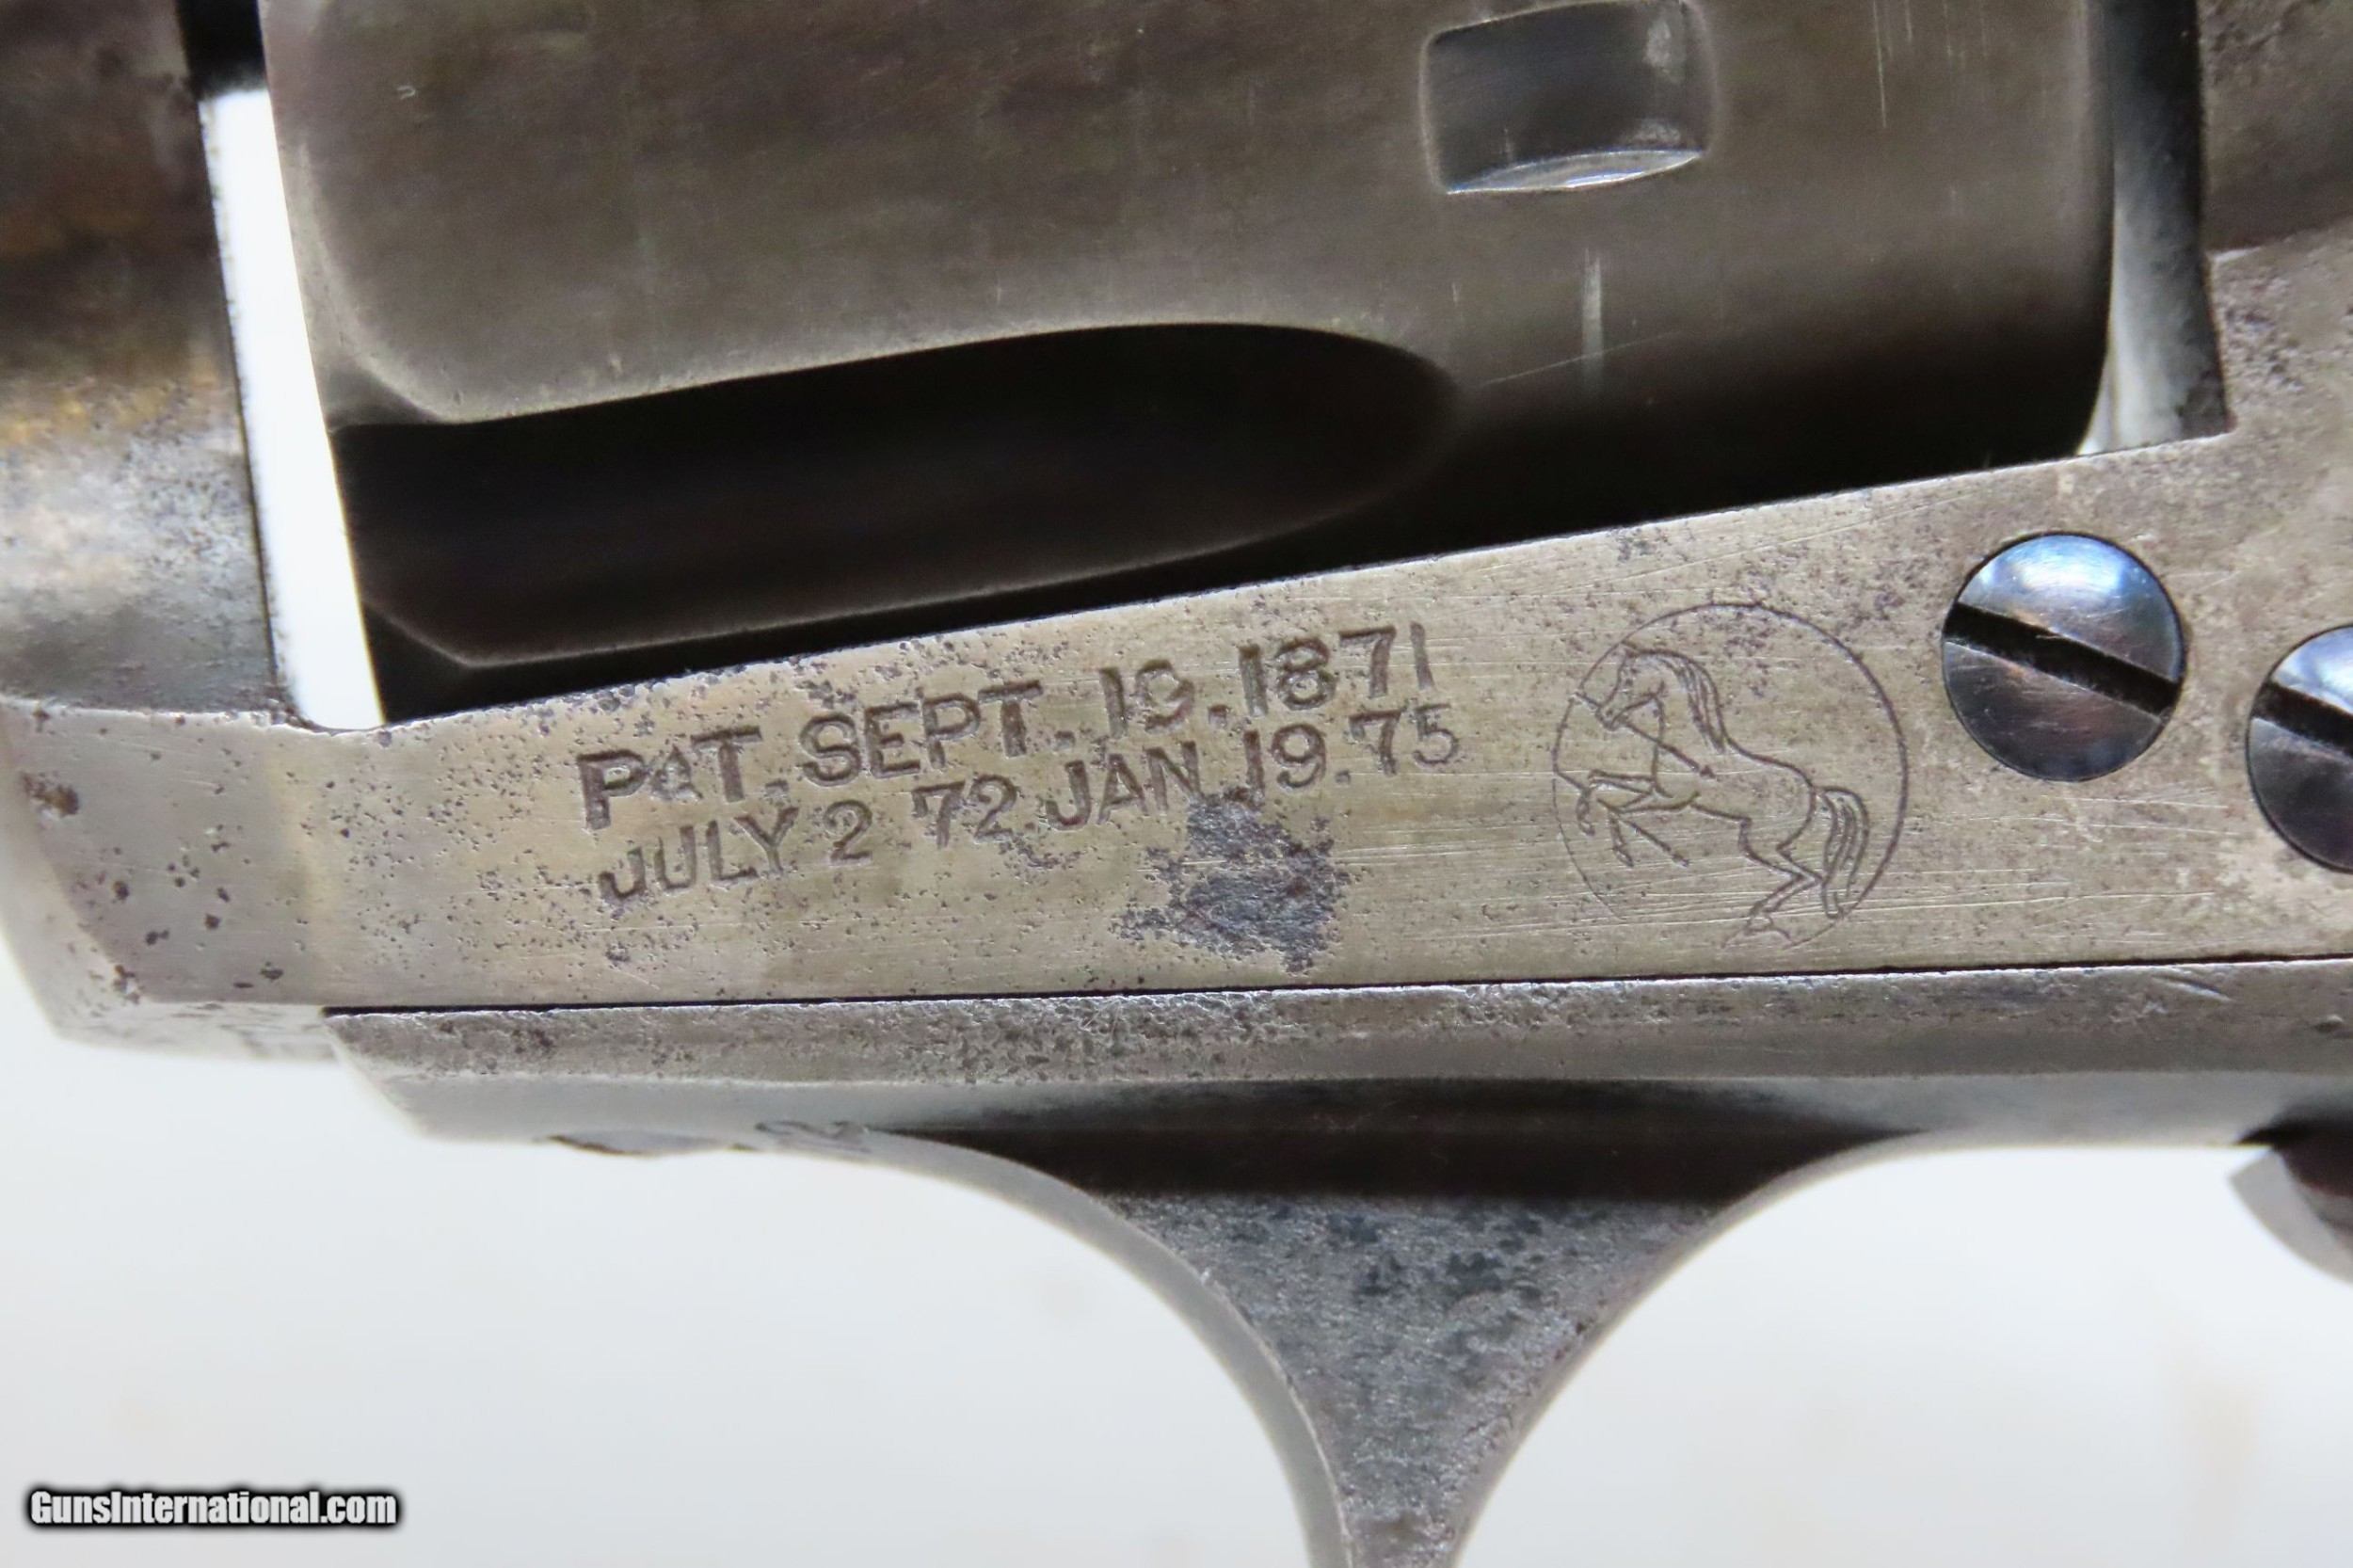 PAT. SEPT. 19. 1871
JULY 2 72 JAN. 19. 75
GunsInternational.com